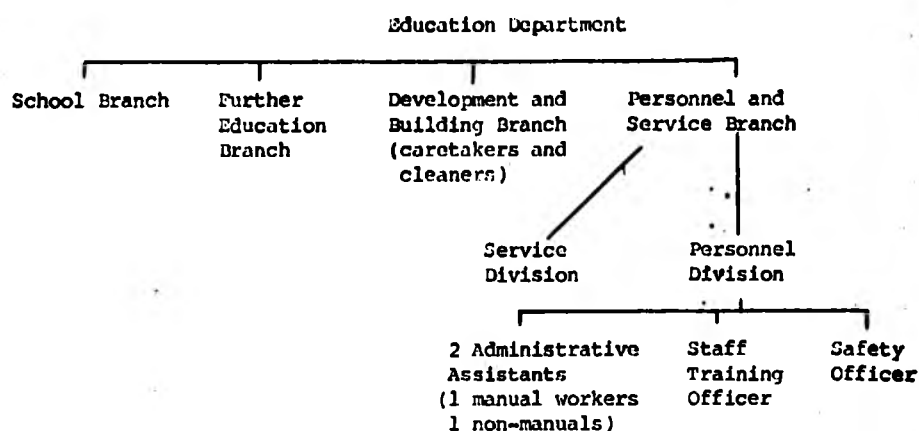 Education Department
School Branch
Further
Education
Branch
Development and
Building Branch
(caretakers and
cleaners)
Personnel and
Service Branch
Service
Division
Personnel
Division
2 Administrative
Assistants
(1 manual workers
1 non-manuals)
Staff
Training
Officer
Safety
Officer